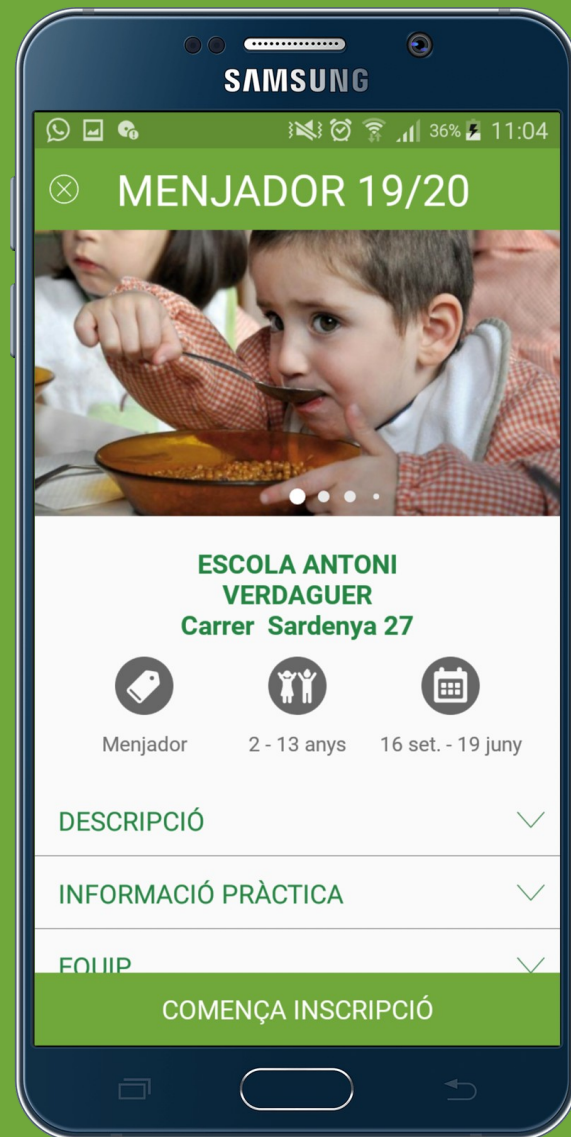 SAMSUNG
36% 11:04
MENJADOR 19/20
ESCOLA ANTONI
VERDAGUER
Carrer Sardenya 27
Menjador
2 - 13 anys
16 set. - 19 juny
DESCRIPCIÓ
INFORMACIÓ PRÀCTICA
EQUIP
COMENÇA INSCRIPCIÓ